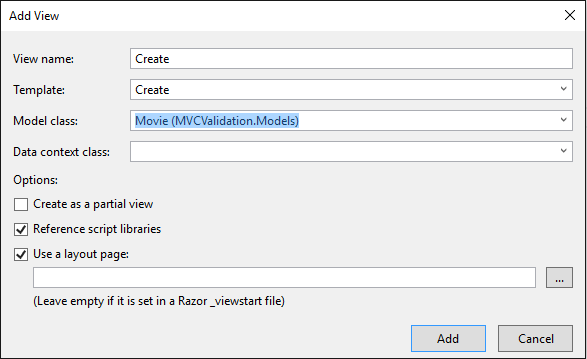 Add View
View name: Create
Template: Create
Model class: Movie (MVCValidation.Models)
Data context class:
Options:
Create as a partial view
Reference script libraries
Use a layout page:
...
(Leave empty if it is set in a Razor _viewstart file)
Add Cancel